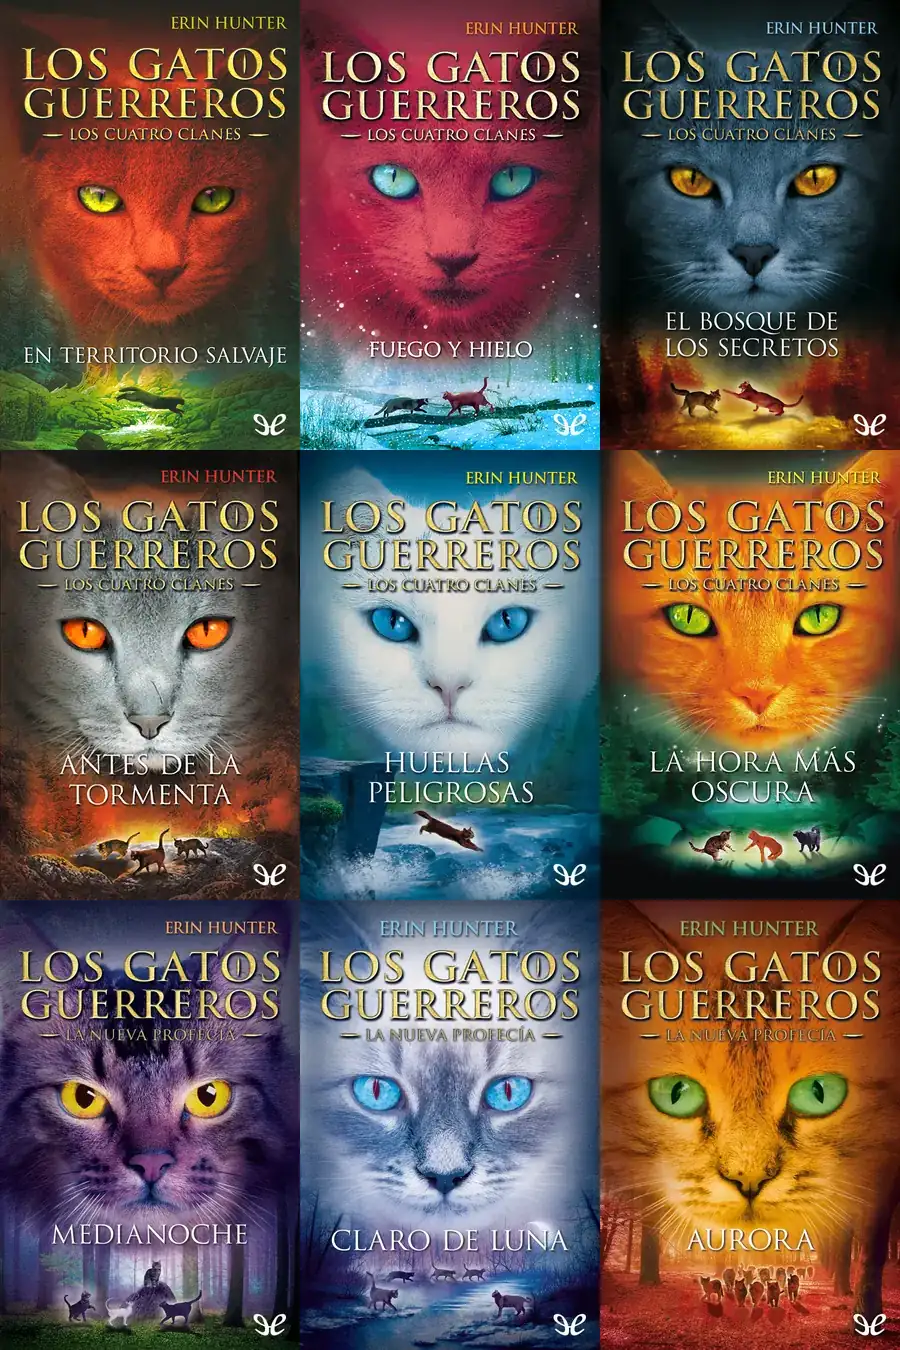 ERIN HUNTER
LOS GATOS
GUERREROS
LOS CUATRO CLANES
EN TERRITORIO SALVAJE
ERIN HUNTER
LOS GATOS
GUERREROS
LOS CUATRO CLANES
FUEGO Y HIELO
ERIN HUNTER
LOS GATOS
GUERREROS
LOS CUATRO CLANES
EL BOSQUE DE
LOS SECRETOS
ERIN HUNTER
LOS GATOS
GUERREROS
LOS CUATRO CLANES
ANTES DE LA
TORMENTA
ERIN HUNTER
LOS GATOS
GUERREROS
LOS CUATRO CLANES
HUELLAS
PELIGROSAS
ERIN HUNTER
LOS GATOS
GUERREROS
LOS CUATRO CLANES
LA HORA MÁS
OSCURA
ERIN HUNTER
LOS GATOS
GUERREROS
LA NUEVA PROFECÍA
MEDIANOCHE
ERIN HUNTER
LOS GATOS
GUERREROS
LA NUEVA PROFECÍA
CLARO DE LUNA
ERIN HUNTER
LOS GATOS
GUERREROS
LA NUEVA PROFECÍA
AURORA